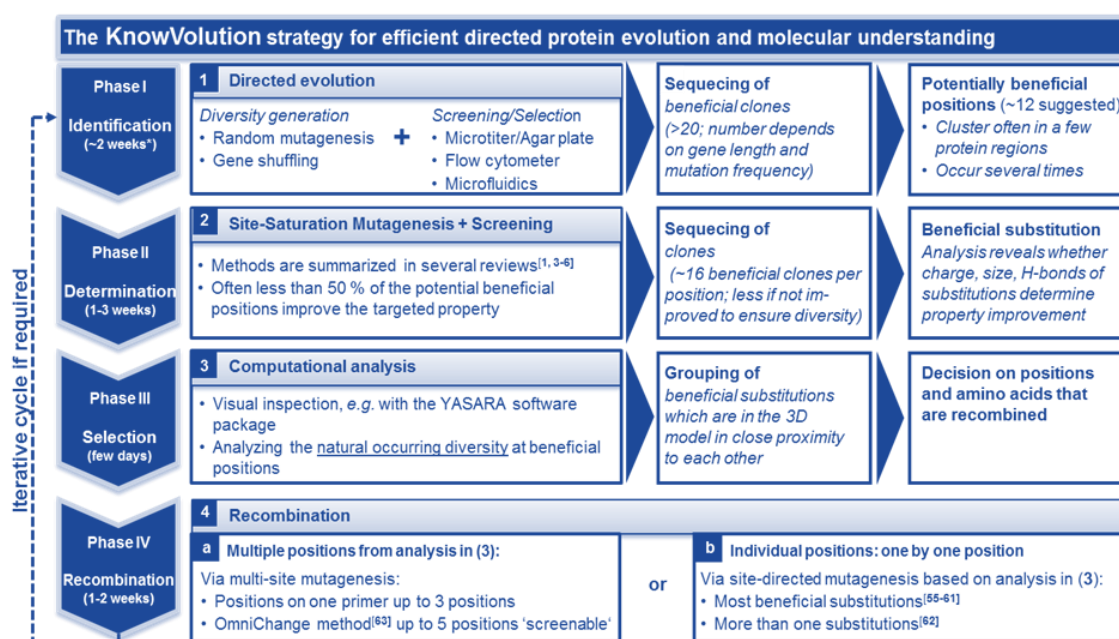 The KnowVolution strategy for efficient directed protein evolution and molecular understanding
Iterative cycle if required
Phase I
Identification
(~2 weeks*)
1 Directed evolution
Diversity generation
• Random mutagenesis
• Gene shuffling
+
Screening/Selection
• Microtiter/Agar plate
• Flow cytometer
• Microfluidics
Sequecing of
beneficial clones
(>20; number depends
on gene length and
mutation frequency)
Potentially beneficial
positions (~12 suggested)
• Cluster often in a few
protein regions
• Occur several times
Phase II
Determination
(1-3 weeks)
2 Site-Saturation Mutagenesis + Screening
• Methods are summarized in several reviews[1, 3-6]
• Often less than 50 % of the potential beneficial
positions improve the targeted property
Sequecing of
clones
(~16 beneficial clones per
position; less if not im-
proved to ensure diversity)
Beneficial substitution
Analysis reveals whether
charge, size, H-bonds of
substitutions determine
property improvement
Phase III
Selection
(few days)
3 Computational analysis
• Visual inspection, e.g. with the YASARA software
package
• Analyzing the natural occurring diversity at beneficial
positions
Grouping of
beneficial substitutions
which are in the 3D
model in close proximity
to each other
Decision on positions
and amino acids that
are recombined
Phase IV
Recombination
(1-2 weeks)
4 Recombination
a Multiple positions from analysis in (3):
Via multi-site mutagenesis:
• Positions on one primer up to 3 positions
• OmniChange method[63] up to 5 positions ‘screenable‘
or
b Individual positions: one by one position
Via site-directed mutagenesis based on analysis in (3):
• Most beneficial substitutions[55-61]
• More than one substitutions[62]